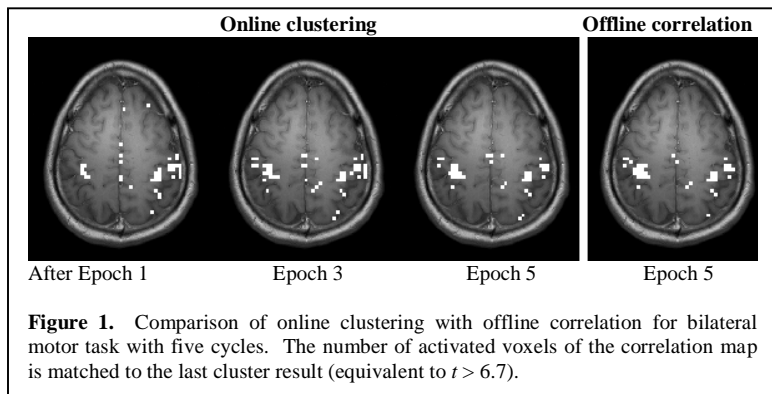 Online clustering Offline correlation
After Epoch 1 Epoch 3 Epoch 5 Epoch 5
Figure 1. Comparison of online clustering with offline correlation for bilateral
motor task with five cycles. The number of activated voxels of the correlation map
is matched to the last cluster result (equivalent to t > 6.7).